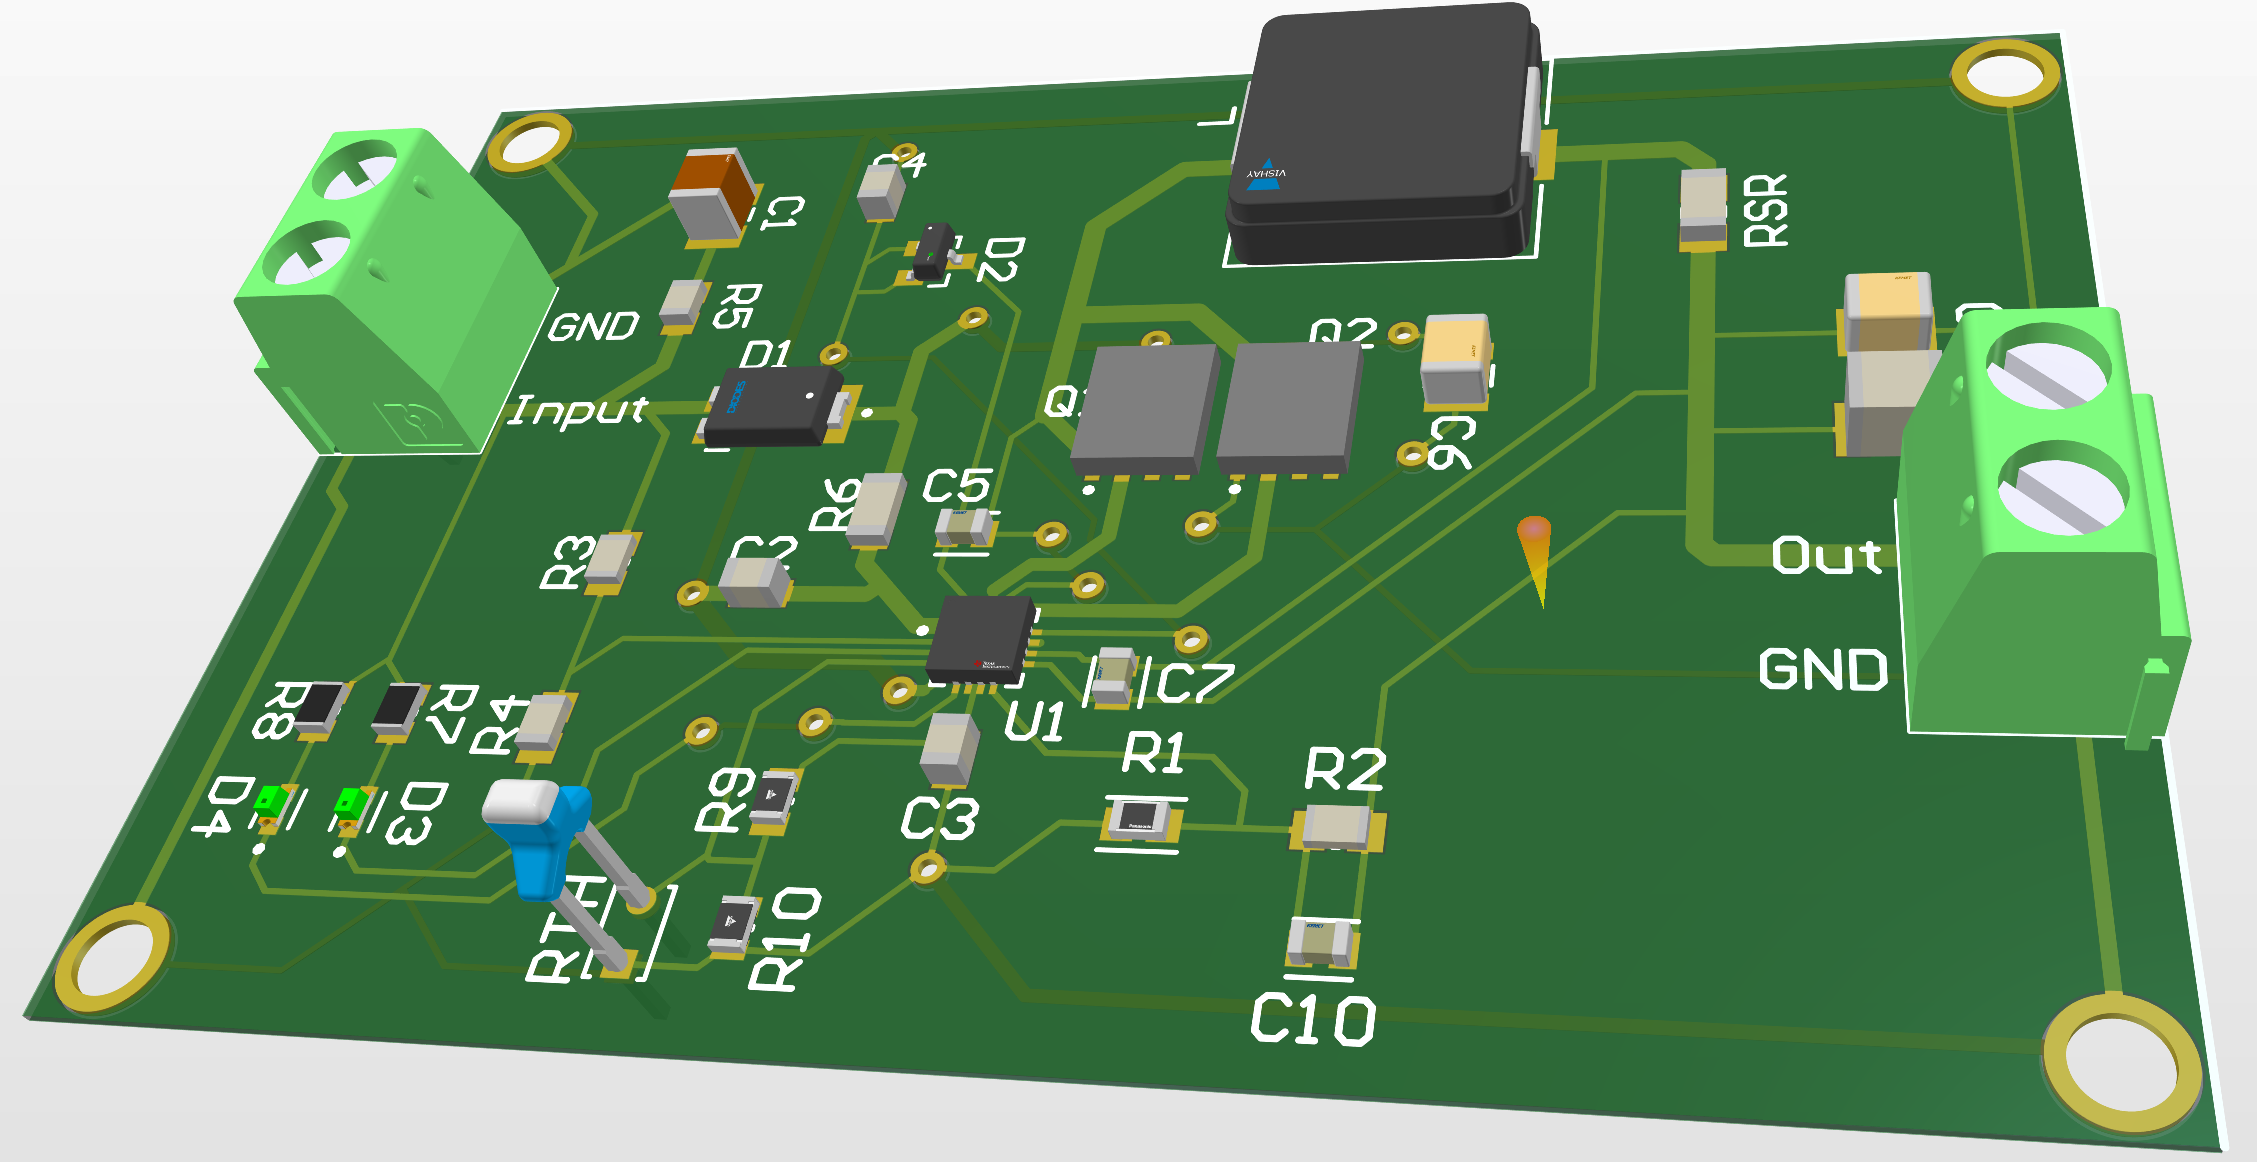 C4
C1
RSR
D2
R5
GND
D1
Q2
C6
R6
C5
R3
C2
Out
GND
Input
VISHAY
DIODES
R8
R7
R4
C7
U1
R1
R2
D4
D3
R9
C3
RTH
R10
C10